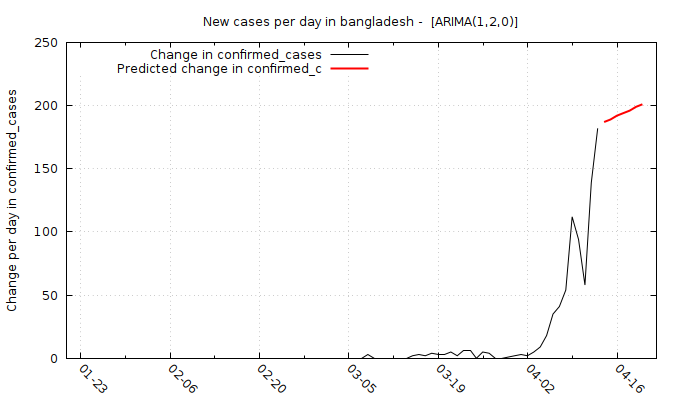 New cases per day in bangladesh -  [ARIMA(1,2,0)]
Change in confirmed_cases
Predicted change in confirmed_c
Change per day in confirmed_cases
250
200
150
100
50
0
01-23 02-06 02-20 03-05 03-19 04-02 04-16